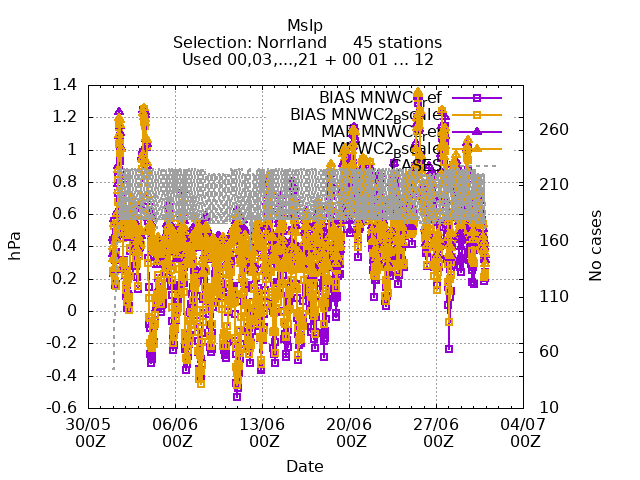 Mslp
Selection: Norrland 45 stations
Used 00,03,...,21 + 00 01 ... 12
BIAS MNWC_ref
BIAS MNWC2_Bscale
MAE MNWC_ref
MAE MNWC2_Bscale
CASES
1.4
1.2
1
0.8
0.6
0.4
0.2
0
-0.2
-0.4
-0.6
hPa
260
210
160
110
60
10
No cases
30/05 06/06 13/06 20/06 27/06 04/07
00Z 00Z 00Z 00Z 00Z 00Z
Date